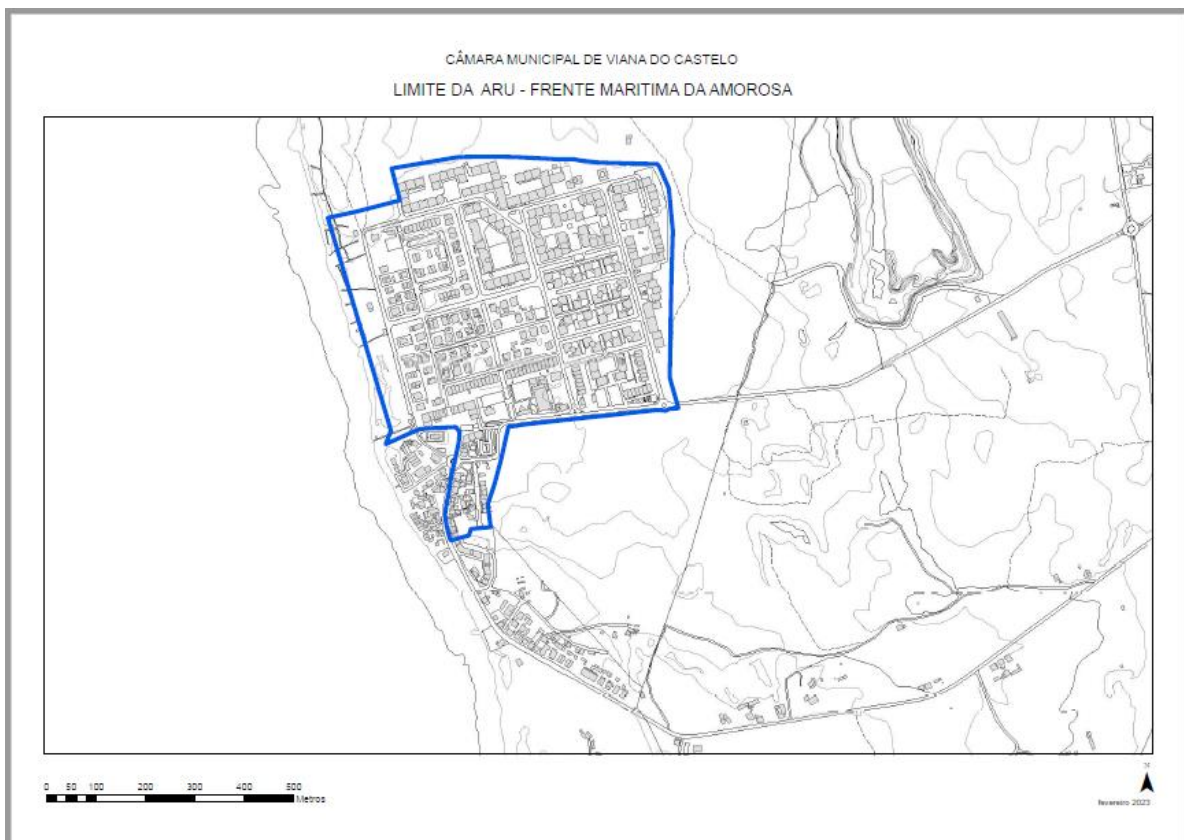 CÂMARA MUNICIPAL DE VIANA DO CASTELO
LIMITE DA ARU - FRENTE MARITIMA DA AMOROSA
0 50 100 200 300 400 500
Metros
N
fevereiro 2023